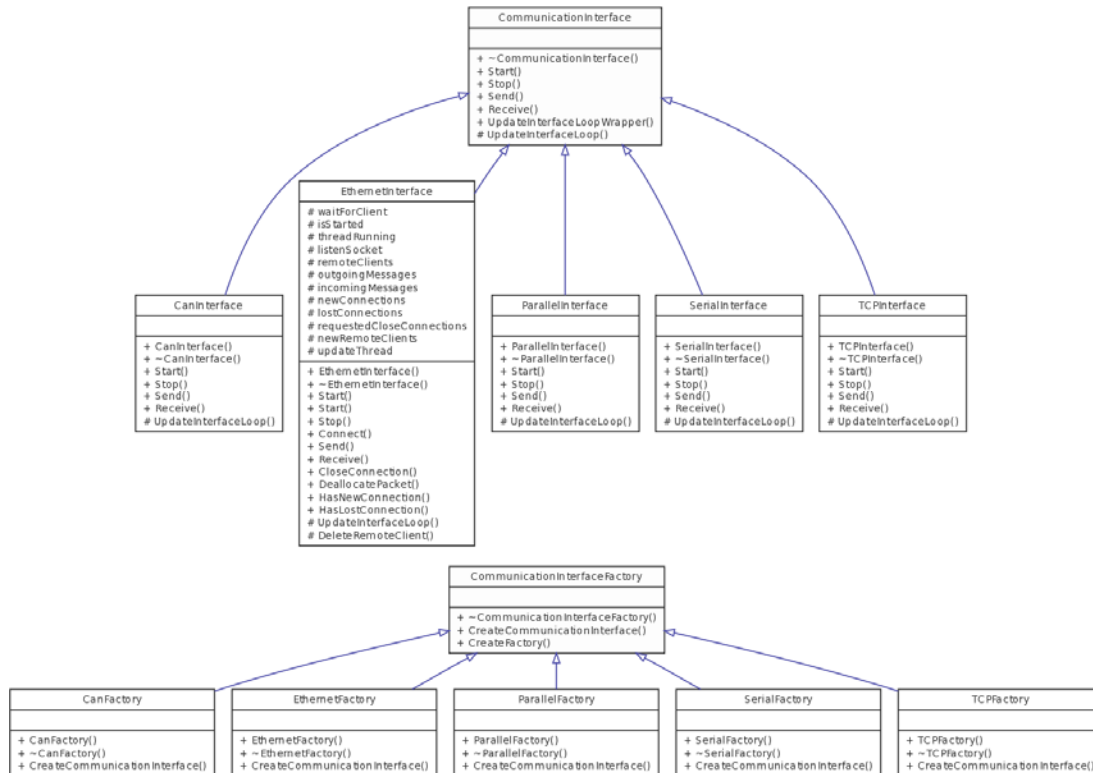 CommunicationInterface
+ ~CommunicationInterface()
+ Start()
+ Stop()
+ Send()
+ Receive()
+ UpdateInterfaceLoopWrapper()
# UpdateInterfaceLoop()
EthernetInterface
# waitForClient
# isStarted
# threadRunning
# listenSocket
# remoteClients
# outgoingMessages
# incomingMessages
# newConnections
# lostConnections
# requestedCloseConnections
# newRemoteClients
# updateThread
+ EthernetInterface()
+ ~EthernetInterface()
+ Start()
+ Start()
+ Stop()
+ Connect()
+ Send()
+ Receive()
+ CloseConnection()
+ DeallocatePacket()
+ HasNewConnection()
+ HasLostConnection()
# UpdateInterfaceLoop()
# DeleteRemoteClient()
CanInterface
+ CanInterface()
+ ~CanInterface()
+ Start()
+ Stop()
+ Send()
+ Receive()
# UpdateInterfaceLoop()
ParallelInterface
+ ParallelInterface()
+ ~ParallelInterface()
+ Start()
+ Stop()
+ Send()
+ Receive()
# UpdateInterfaceLoop()
SerialInterface
+ SerialInterface()
+ ~SerialInterface()
+ Start()
+ Stop()
+ Send()
+ Receive()
# UpdateInterfaceLoop()
TCPInterface
+ TCPInterface()
+ ~TCPInterface()
+ Start()
+ Stop()
+ Send()
+ Receive()
# UpdateInterfaceLoop()
CommunicationInterfaceFactory
+ ~CommunicationInterfaceFactory()
+ CreateCommunicationInterface()
+ CreateFactory()
CanFactory
+ CanFactory()
+ ~CanFactory()
+ CreateCommunicationInterface()
EthernetFactory
+ EthernetFactory()
+ ~EthernetFactory()
+ CreateCommunicationInterface()
ParallelFactory
+ ParallelFactory()
+ ~ParallelFactory()
+ CreateCommunicationInterface()
SerialFactory
+ SerialFactory()
+ ~SerialFactory()
+ CreateCommunicationInterface()
TCPFactory
+ TCPFactory()
+ ~TCPFactory()
+ CreateCommunicationInterface()